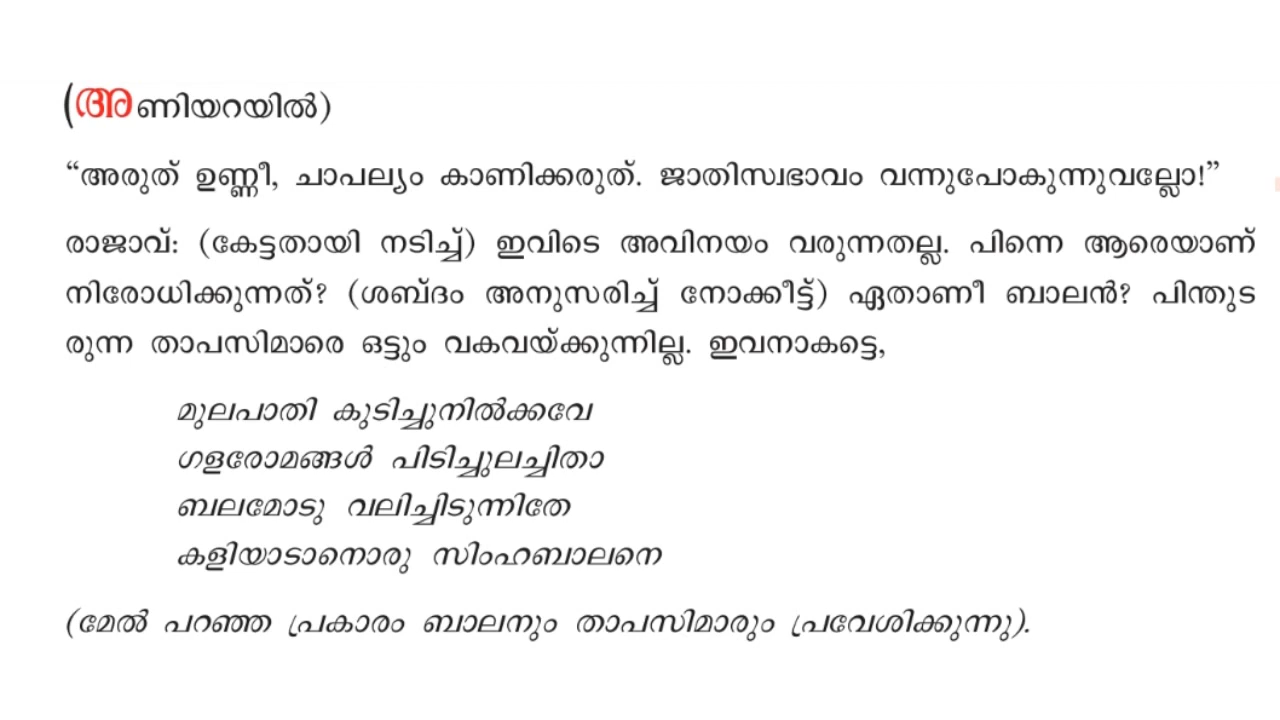 (അണിയറയിൽ)
“അരുത് ഉണ്ണീ, ചാപല്യം കാണിക്കരുത്. ജാതിസ്വഭാവം വന്നുപോകുന്നുവല്ലോ!”
രാജാവ്: (കേട്ടതായി നടിച്ച്) ഇവിടെ അവിനയം വരുന്നതല്ല. പിന്നെ ആരെയാണ്
നിരോധിക്കുന്നത്? (ശബ്ദം അനുസരിച്ച് നോക്കീട്ട്) ഏതാണീ ബാലൻ? പിന്തുട
രുന്ന താപസിമാരെ ഒട്ടും വകവയ്ക്കുന്നില്ല. ഇവനാകട്ടെ,
മുലപാതി കുടിച്ചുനിൽക്കവേ
ഗളരോമങ്ങൾ പിടിച്ചുലച്ചിതാ
ബലമോടു വലിച്ചിടുന്നിതേ
കളിയാടാനൊരു സിംഹബാലനെ
(മേൽ പറഞ്ഞ പ്രകാരം ബാലനും താപസിമാരും പ്രവേശിക്കുന്നു).